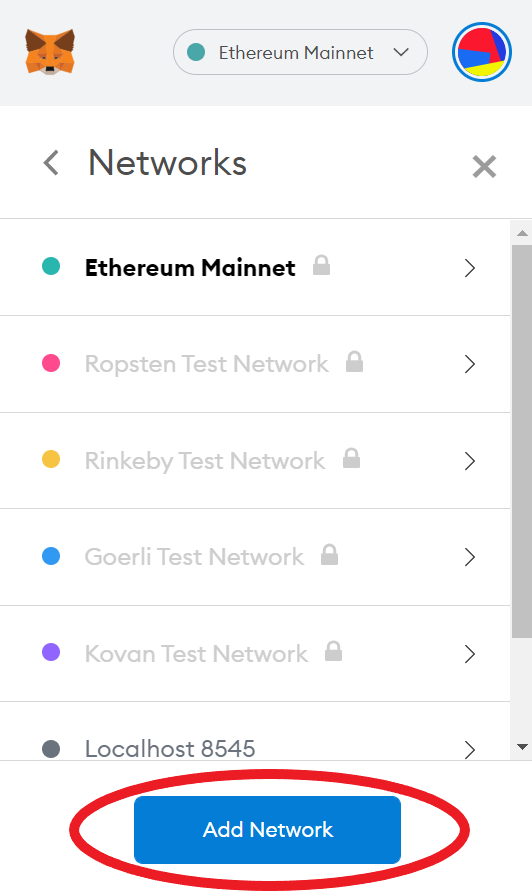 Ethereum Mainnet
Networks
Ethereum Mainnet
Ropsten Test Network
Rinkeby Test Network
Goerli Test Network
Kovan Test Network
Localhost 8545
Add Network